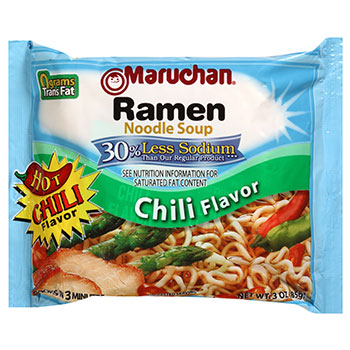 0 grams
Trans Fat
Maruchan®
Ramen
Noodle Soup
30% Less Sodium
Than Our Regular Product
SEE NUTRITION INFORMATION FOR
SATURATED FAT CONTENT
Chili Flavor
HOT
CHILI
Flavor
3 MINUTE
NET WT. 3 OZ